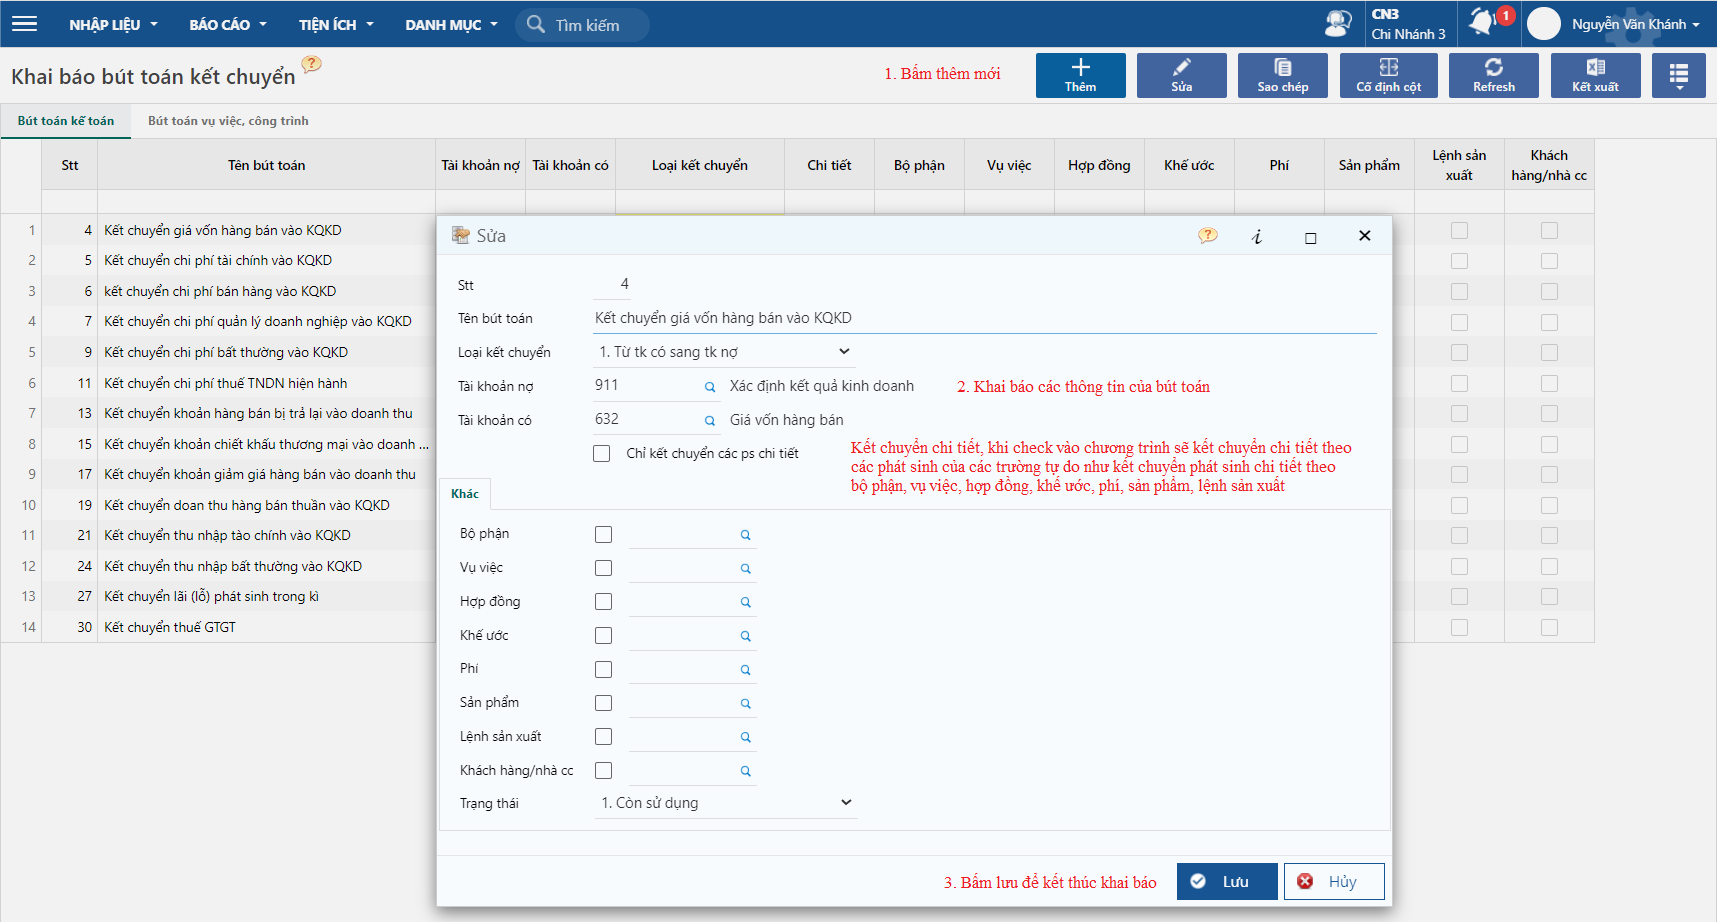 NHẬP LIỆU BÁO CÁO TIỆN ÍCH DANH MỤC Tìm kiếm CN3 Chi Nhánh 3 1 Nguyễn Văn Khánh
Khai báo bút toán kết chuyển ?
1. Bấm thêm mới
Thêm Sửa Sao chép Cố định cột Refresh Kết xuất
Bút toán kế toán Bút toán vụ việc, công trình
Stt Tên bút toán Tài khoản nợ Tài khoản có Loại kết chuyển Chi tiết Bộ phận Vụ việc Hợp đồng Khế ước Phí Sản phẩm Lệnh sản xuất Khách hàng/nhà cc
1 4 Kết chuyển giá vốn hàng bán vào KQKD
2 5 Kết chuyển chi phí tài chính vào KQKD
3 6 kết chuyển chi phí bán hàng vào KQKD
4 7 Kết chuyển chi phí quản lý doanh nghiệp vào KQKD
5 9 Kết chuyển chi phí bất thường vào KQKD
6 11 Kết chuyển chi phí thuế TNDN hiện hành
7 13 Kết chuyển khoản hàng bán bị trả lại vào doanh thu
8 15 Kết chuyển khoản chiết khấu thương mại vào doanh ...
9 17 Kết chuyển khoản giảm giá hàng bán vào doanh thu
10 19 Kết chuyển doan thu hàng bán thuần vào KQKD
11 21 Kết chuyển thu nhập tào chính vào KQKD
12 24 Kết chuyển thu nhập bất thường vào KQKD
13 27 Kết chuyển lãi (lỗ) phát sinh trong kì
14 30 Kết chuyển thuế GTGT
Sửa ? i
Stt 4
Tên bút toán Kết chuyển giá vốn hàng bán vào KQKD
Loại kết chuyển 1. Từ tk có sang tk nợ
Tài khoản nợ 911 Xác định kết quả kinh doanh
2. Khai báo các thông tin của bút toán
Tài khoản có 632 Giá vốn hàng bán
Chỉ kết chuyển các ps chi tiết
Kết chuyển chi tiết, khi check vào chương trình sẽ kết chuyển chi tiết theo
các phát sinh của các trường tự do như kết chuyển phát sinh chi tiết theo
bộ phận, vụ việc, hợp đồng, khế ước, phí, sản phẩm, lệnh sản xuất
Khác
Bộ phận
Vụ việc
Hợp đồng
Khế ước
Phí
Sản phẩm
Lệnh sản xuất
Khách hàng/nhà cc
Trạng thái 1. Còn sử dụng
3. Bấm lưu để kết thúc khai báo
Lưu Hủy